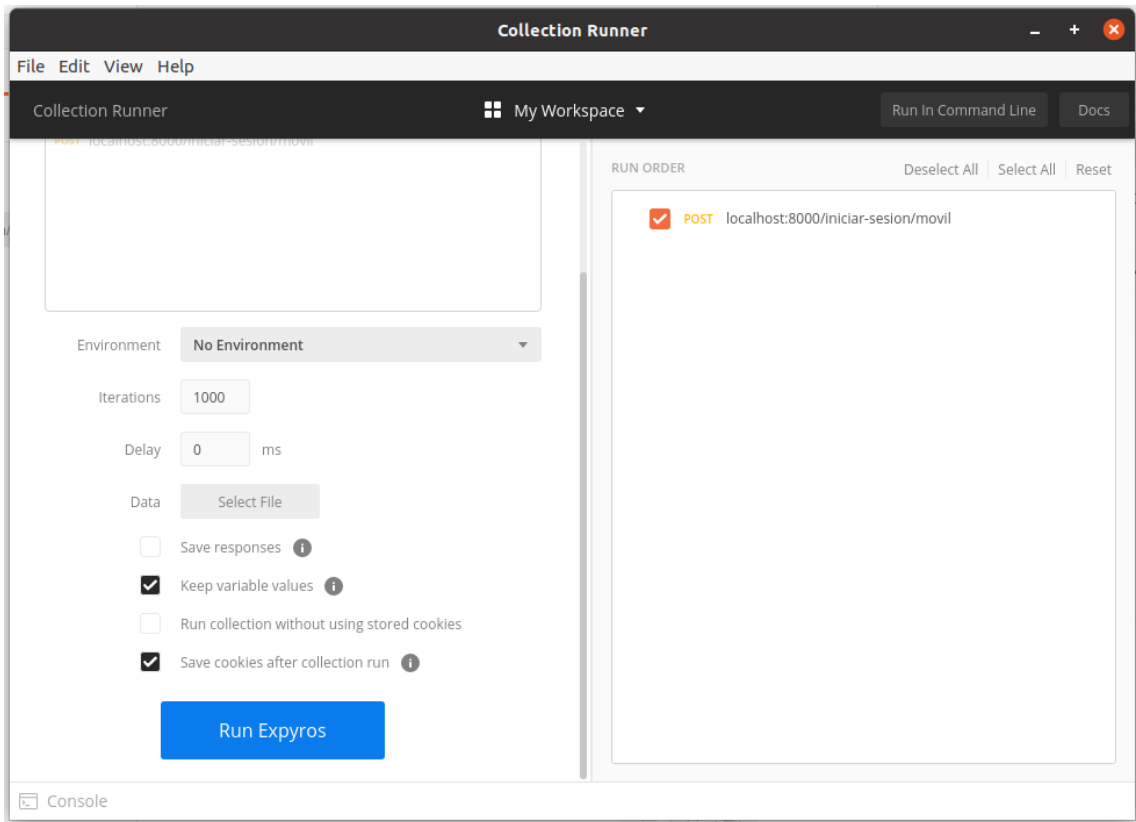 Collection Runner
File Edit View Help
Collection Runner
My Workspace
Run In Command Line
Docs
POST localhost:8000/iniciar-sesion/movil
Environment No Environment
Iterations 1000
Delay 0 ms
Data Select File
Save responses
Keep variable values
Run collection without using stored cookies
Save cookies after collection run
Run Expyros
RUN ORDER
Deselect All Select All Reset
POST localhost:8000/iniciar-sesion/movil
Console